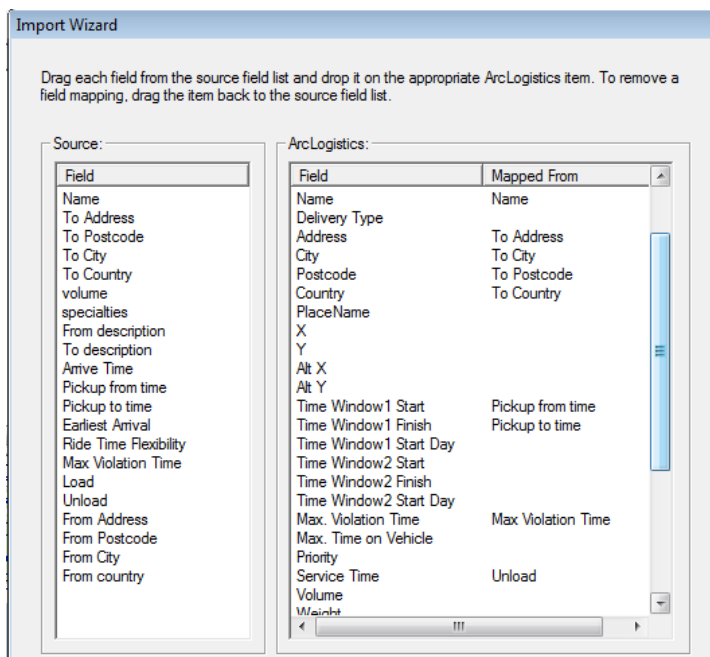 Import Wizard
Drag each field from the source field list and drop it on the appropriate ArcLogistics item. To remove a
field mapping, drag the item back to the source field list.
Source:
Field
Name
To Address
To Postcode
To City
To Country
volume
specialties
From description
To description
Arrive Time
Pickup from time
Pickup to time
Earliest Arrival
Ride Time Flexibility
Max Violation Time
Load
Unload
From Address
From Postcode
From City
From country
ArcLogistics:
Field Mapped From
Name Name
Delivery Type
Address To Address
City To City
Postcode To Postcode
Country To Country
PlaceName
X
Y
Alt X
Alt Y
Time Window1 Start Pickup from time
Time Window1 Finish Pickup to time
Time Window1 Start Day
Time Window2 Start
Time Window2 Finish
Time Window2 Start Day
Max. Violation Time Max Violation Time
Max. Time on Vehicle
Priority
Service Time Unload
Volume
Weight